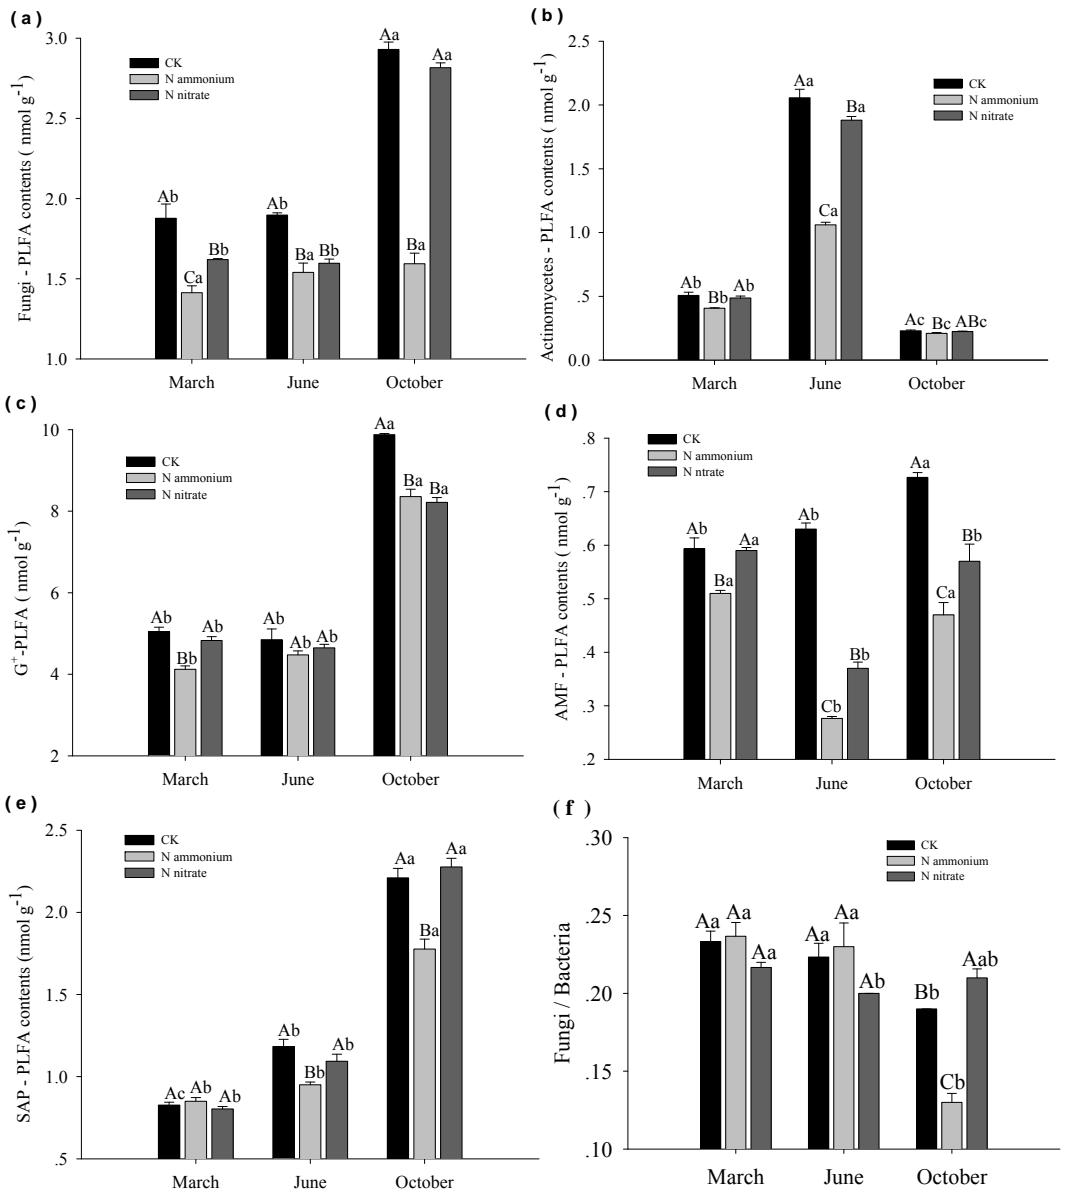 (a)
Fungi - PLFA contents ( nmol g-1)
3.0
2.5
2.0
1.5
1.0
CK
N ammonium
N nitrate
Ab
Ca
Bb
Ab
Ba
Bb
Aa
Ba
Aa
March
June
October
(b)
Actinomycetes - PLFA contents ( nmol g-1)
2.5
2.0
1.5
1.0
.5
0.0
CK
N ammonium
N nitrate
Ab
Bb
Ab
Aa
Ca
Ba
Ac
Bc
ABc
March
June
October
(c)
G+-PLFA ( nmol g-1)
10
8
6
4
2
CK
N ammonium
N nitrate
Ab
Bb
Ab
Ab
Ab
Ab
Aa
Ba
Ba
March
June
October
(d)
AMF - PLFA contents ( nmol g-1)
.8
.7
.6
.5
.4
.3
.2
CK
N ammonium
N ntrate
Ab
Ba
Aa
Ab
Cb
Bb
Aa
Ca
Bb
March
June
October
(e)
SAP - PLFA contents (nmol g-1)
2.5
2.0
1.5
1.0
.5
CK
N ammonium
N nitrate
Ac
Ab
Ab
Ab
Bb
Ab
Aa
Ba
Aa
March
June
October
(f)
Fungi / Bacteria
.30
.25
.20
.15
.10
CK
N ammonium
N nitrate
Aa
Aa
Aa
Aa
Aa
Ab
Bb
Cb
Aab
March
June
October